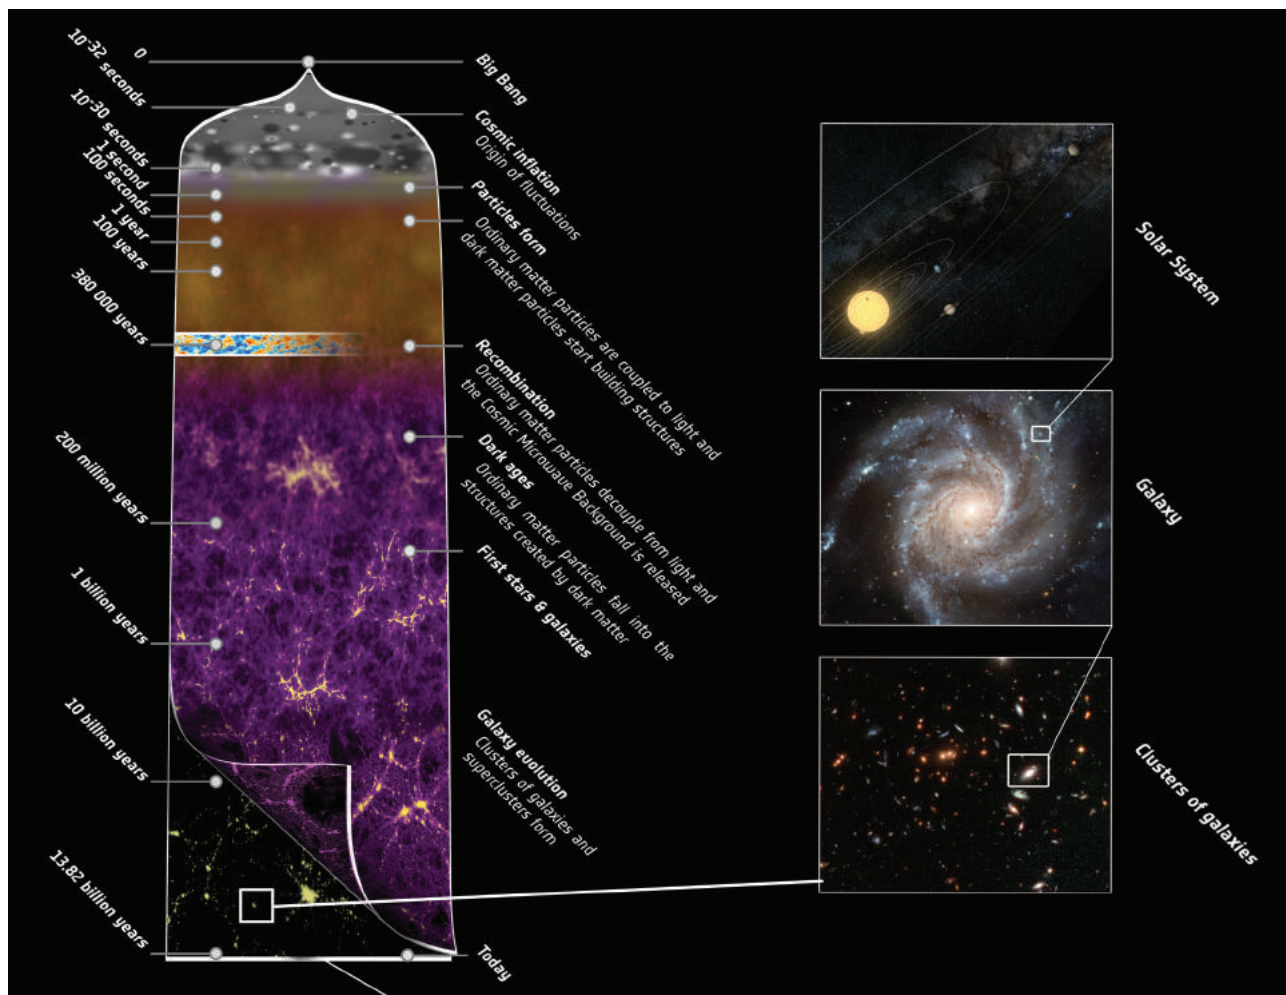 0
10-32 seconds
10-30 seconds
1 second
100 seconds
1 year
100 years
380 000 years
200 million years
1 billion years
10 billion years
13.82 billion years
Big Bang
Cosmic inflation
Origin of fluctuations
Particles form
Ordinary matter particles are coupled to light and
dark matter particles start building structures
Recombination
Ordinary matter particles decouple from light and
the Cosmic Microwave Background is released
Dark ages
Ordinary matter particles fall into the
structures created by dark matter
First stars & galaxies
Galaxy evolution
Clusters of galaxies and
superclusters form
Today
Solar System
Galaxy
Clusters of galaxies